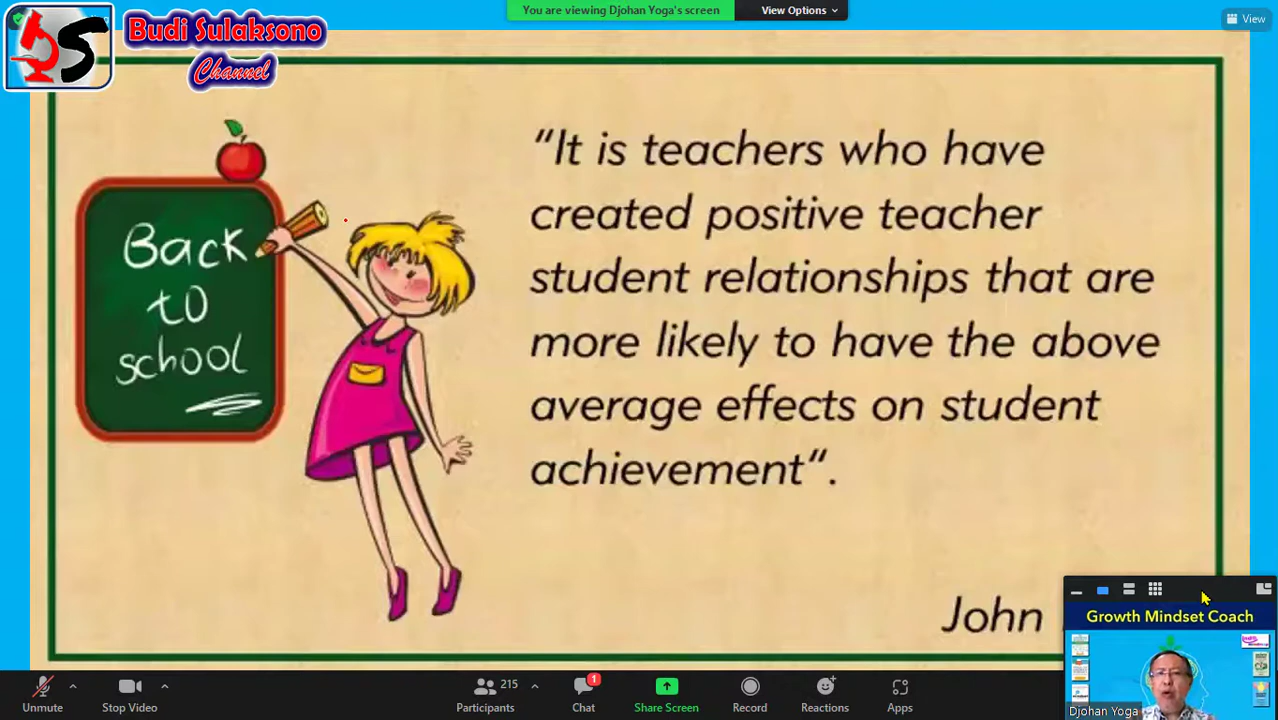 You are viewing Djohan Yoga's screen
View Options
View
Budi Sulaksono
Channel
Back
to
school
"It is teachers who have
created positive teacher
student relationships that are
more likely to have the above
average effects on student
achievement".
John
Growth Mindset Coach
Djohan Yoga
Unmute
Stop Video
215
Participants
1
Chat
Share Screen
Record
Reactions
Apps